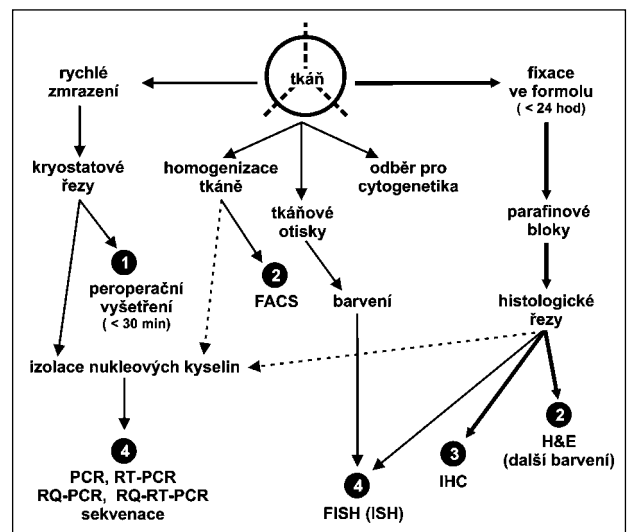 tkáň
rychlé
zmrazení
fixace
ve formolu
( < 24 hod)
kryostatové
řezy
homogenizace
tkáně
odběr pro
cytogenetika
tkáňové
otisky
parafinové
bloky
1
peroperační
vyšetření
( < 30 min)
2
FACS
barvení
histologické
řezy
izolace nukleových kyselin
4
PCR, RT-PCR
RQ-PCR, RQ-RT-PCR
sekvenace
4
FISH (ISH)
3
IHC
2
H&E
(další barvení)